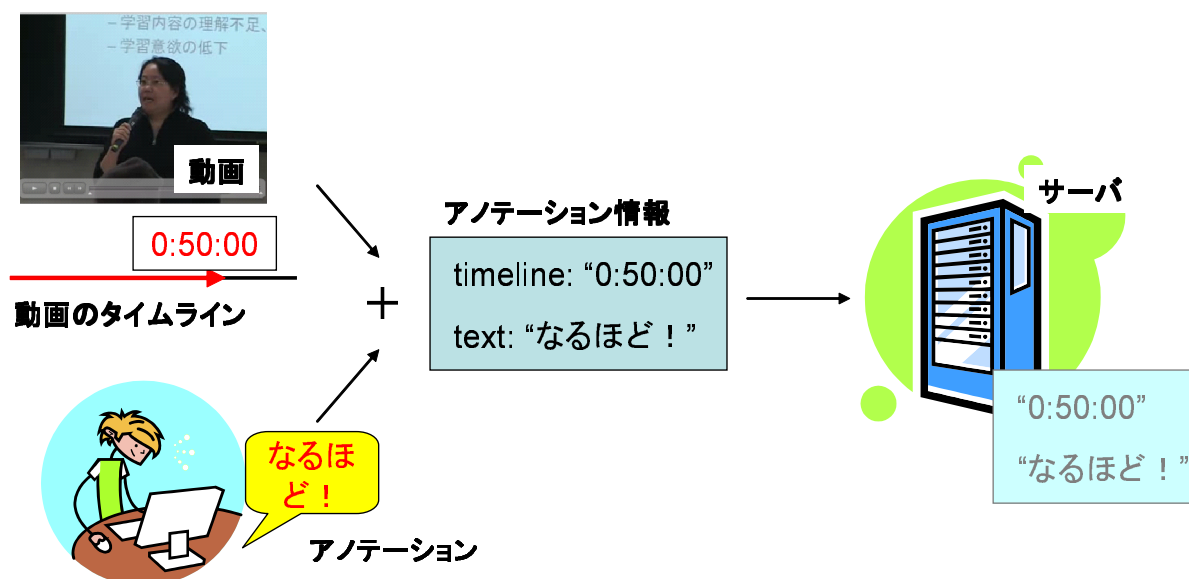 – 学習内容の理解不足、
– 学習意欲の低下
動画
0:50:00
動画のタイムライン
アノテーション情報
timeline: “0:50:00”
text: “なるほど！”
なるほ
ど！
アノテーション
サーバ
“0:50:00”
“なるほど！”